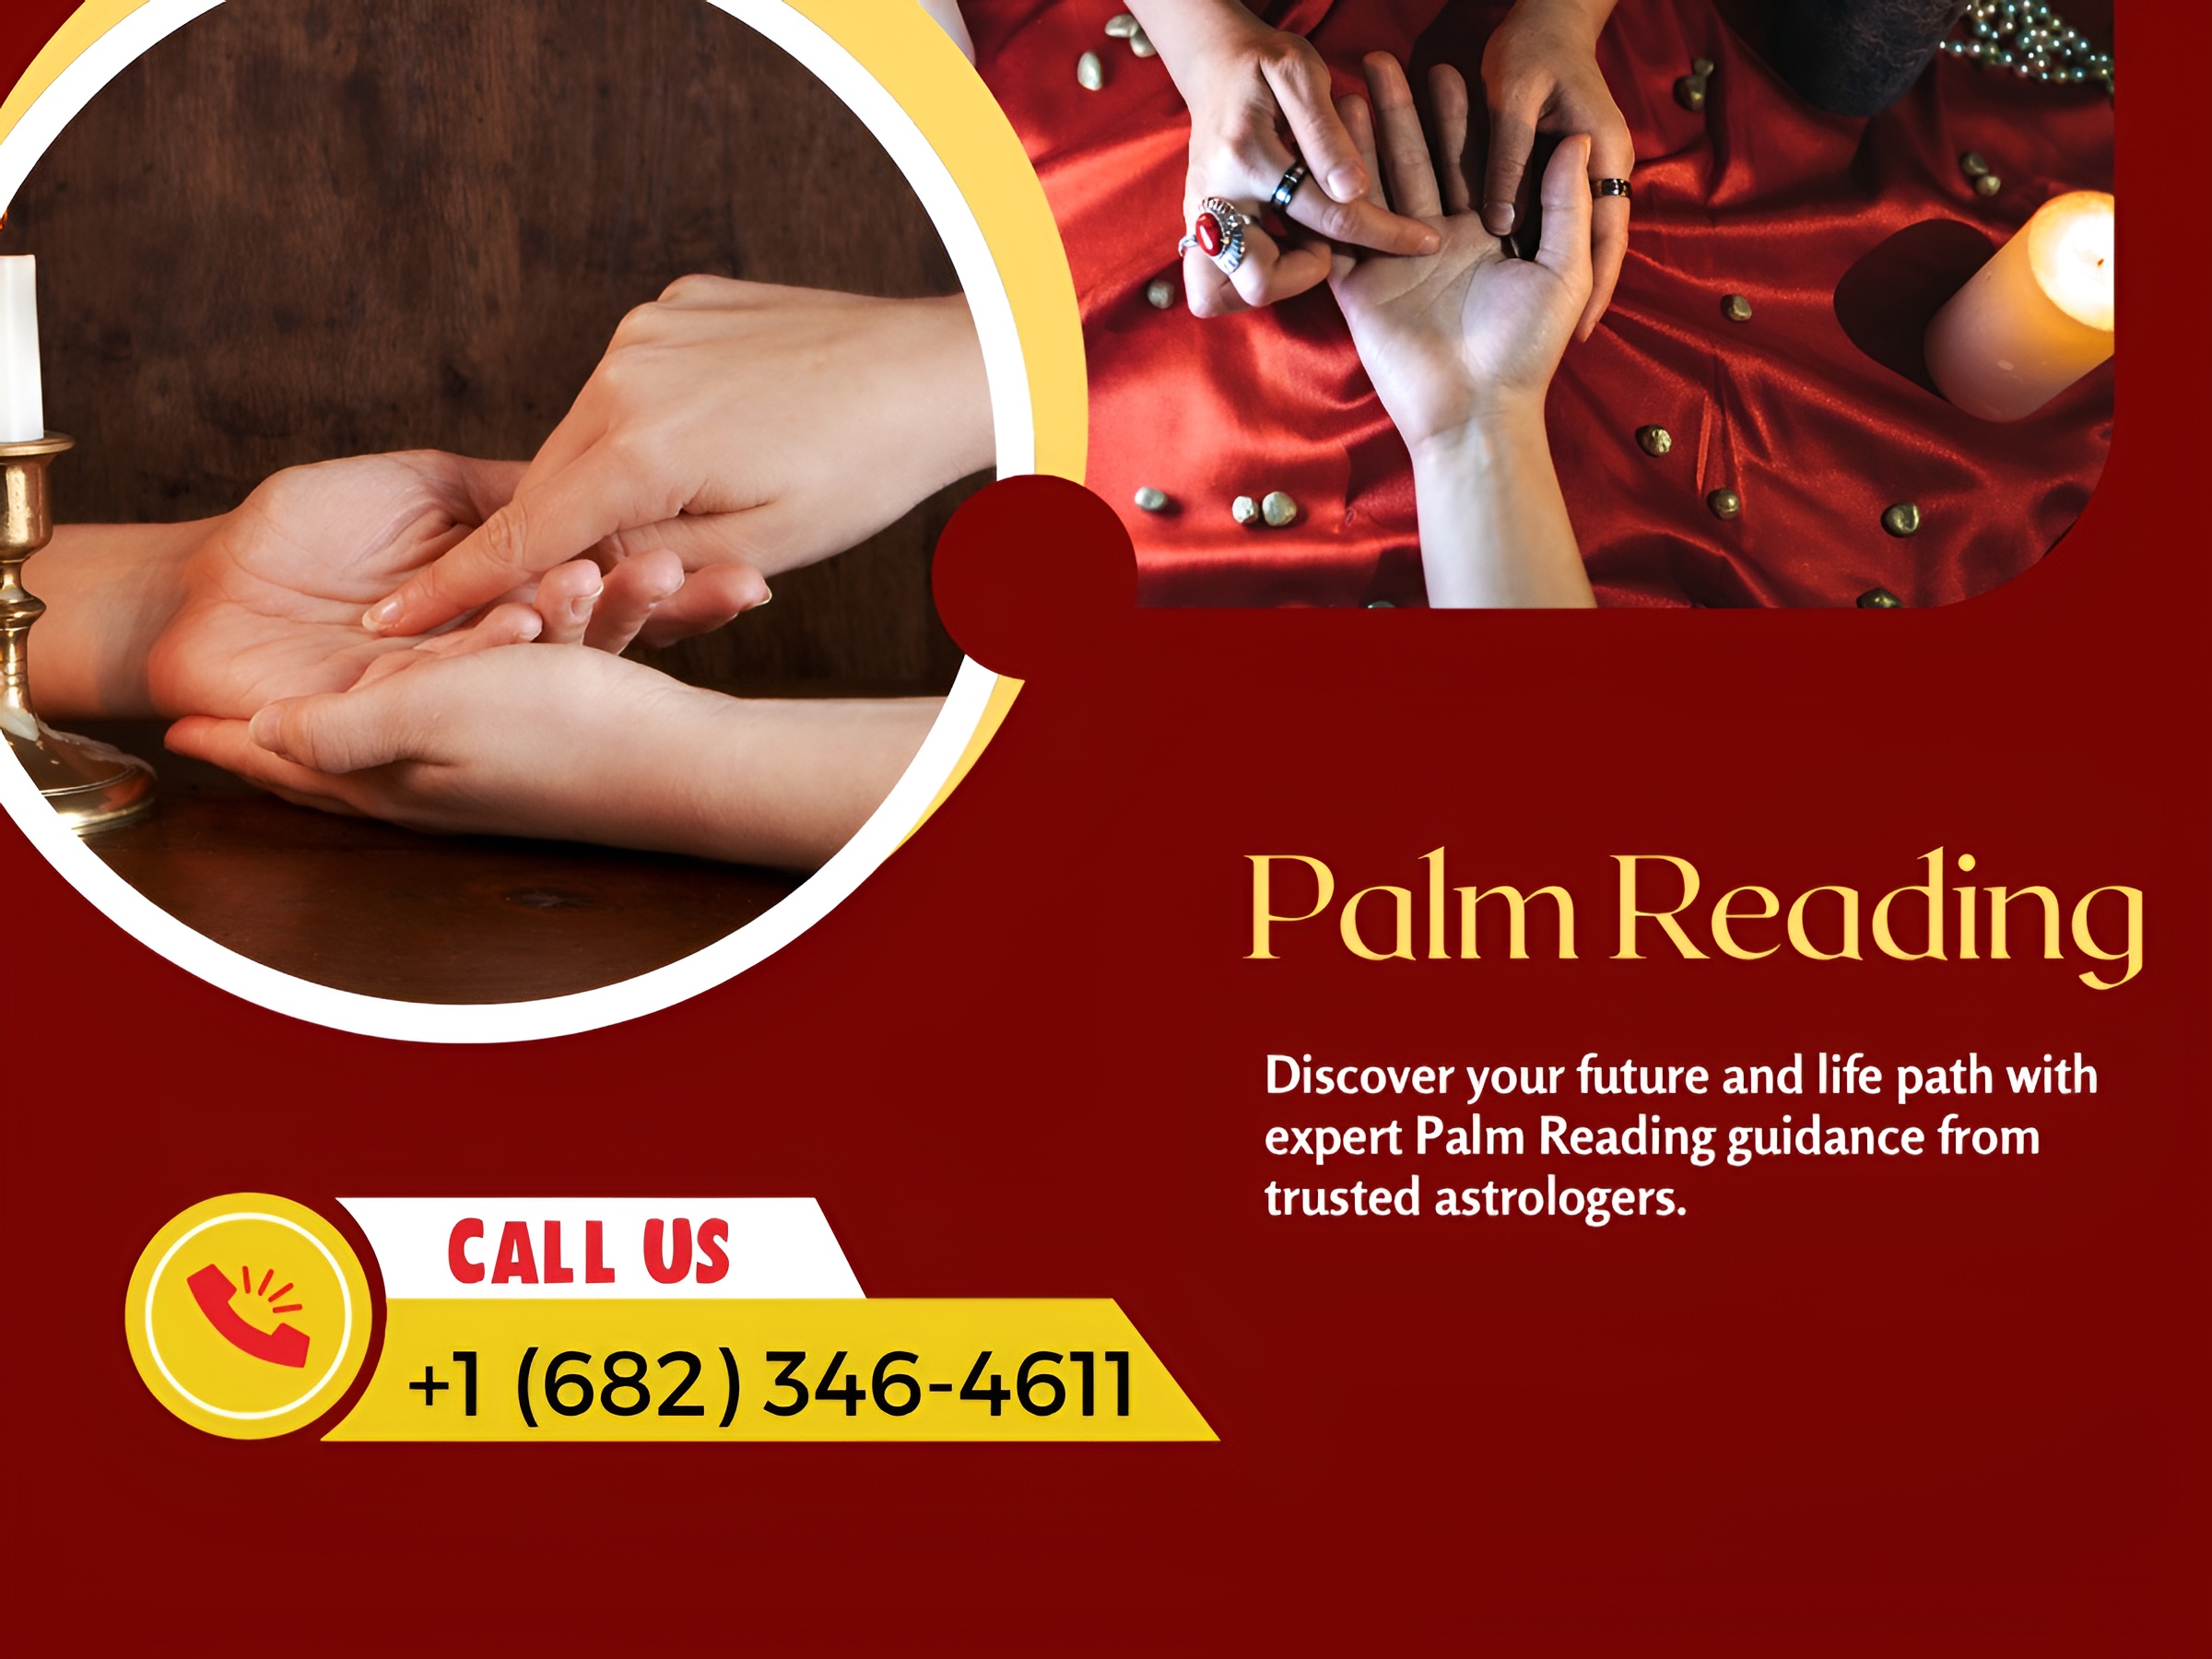 Palm Reading
Discover your future and life path with
expert Palm Reading guidance from
trusted astrologers.
CALL US
+1 (682) 346-4611